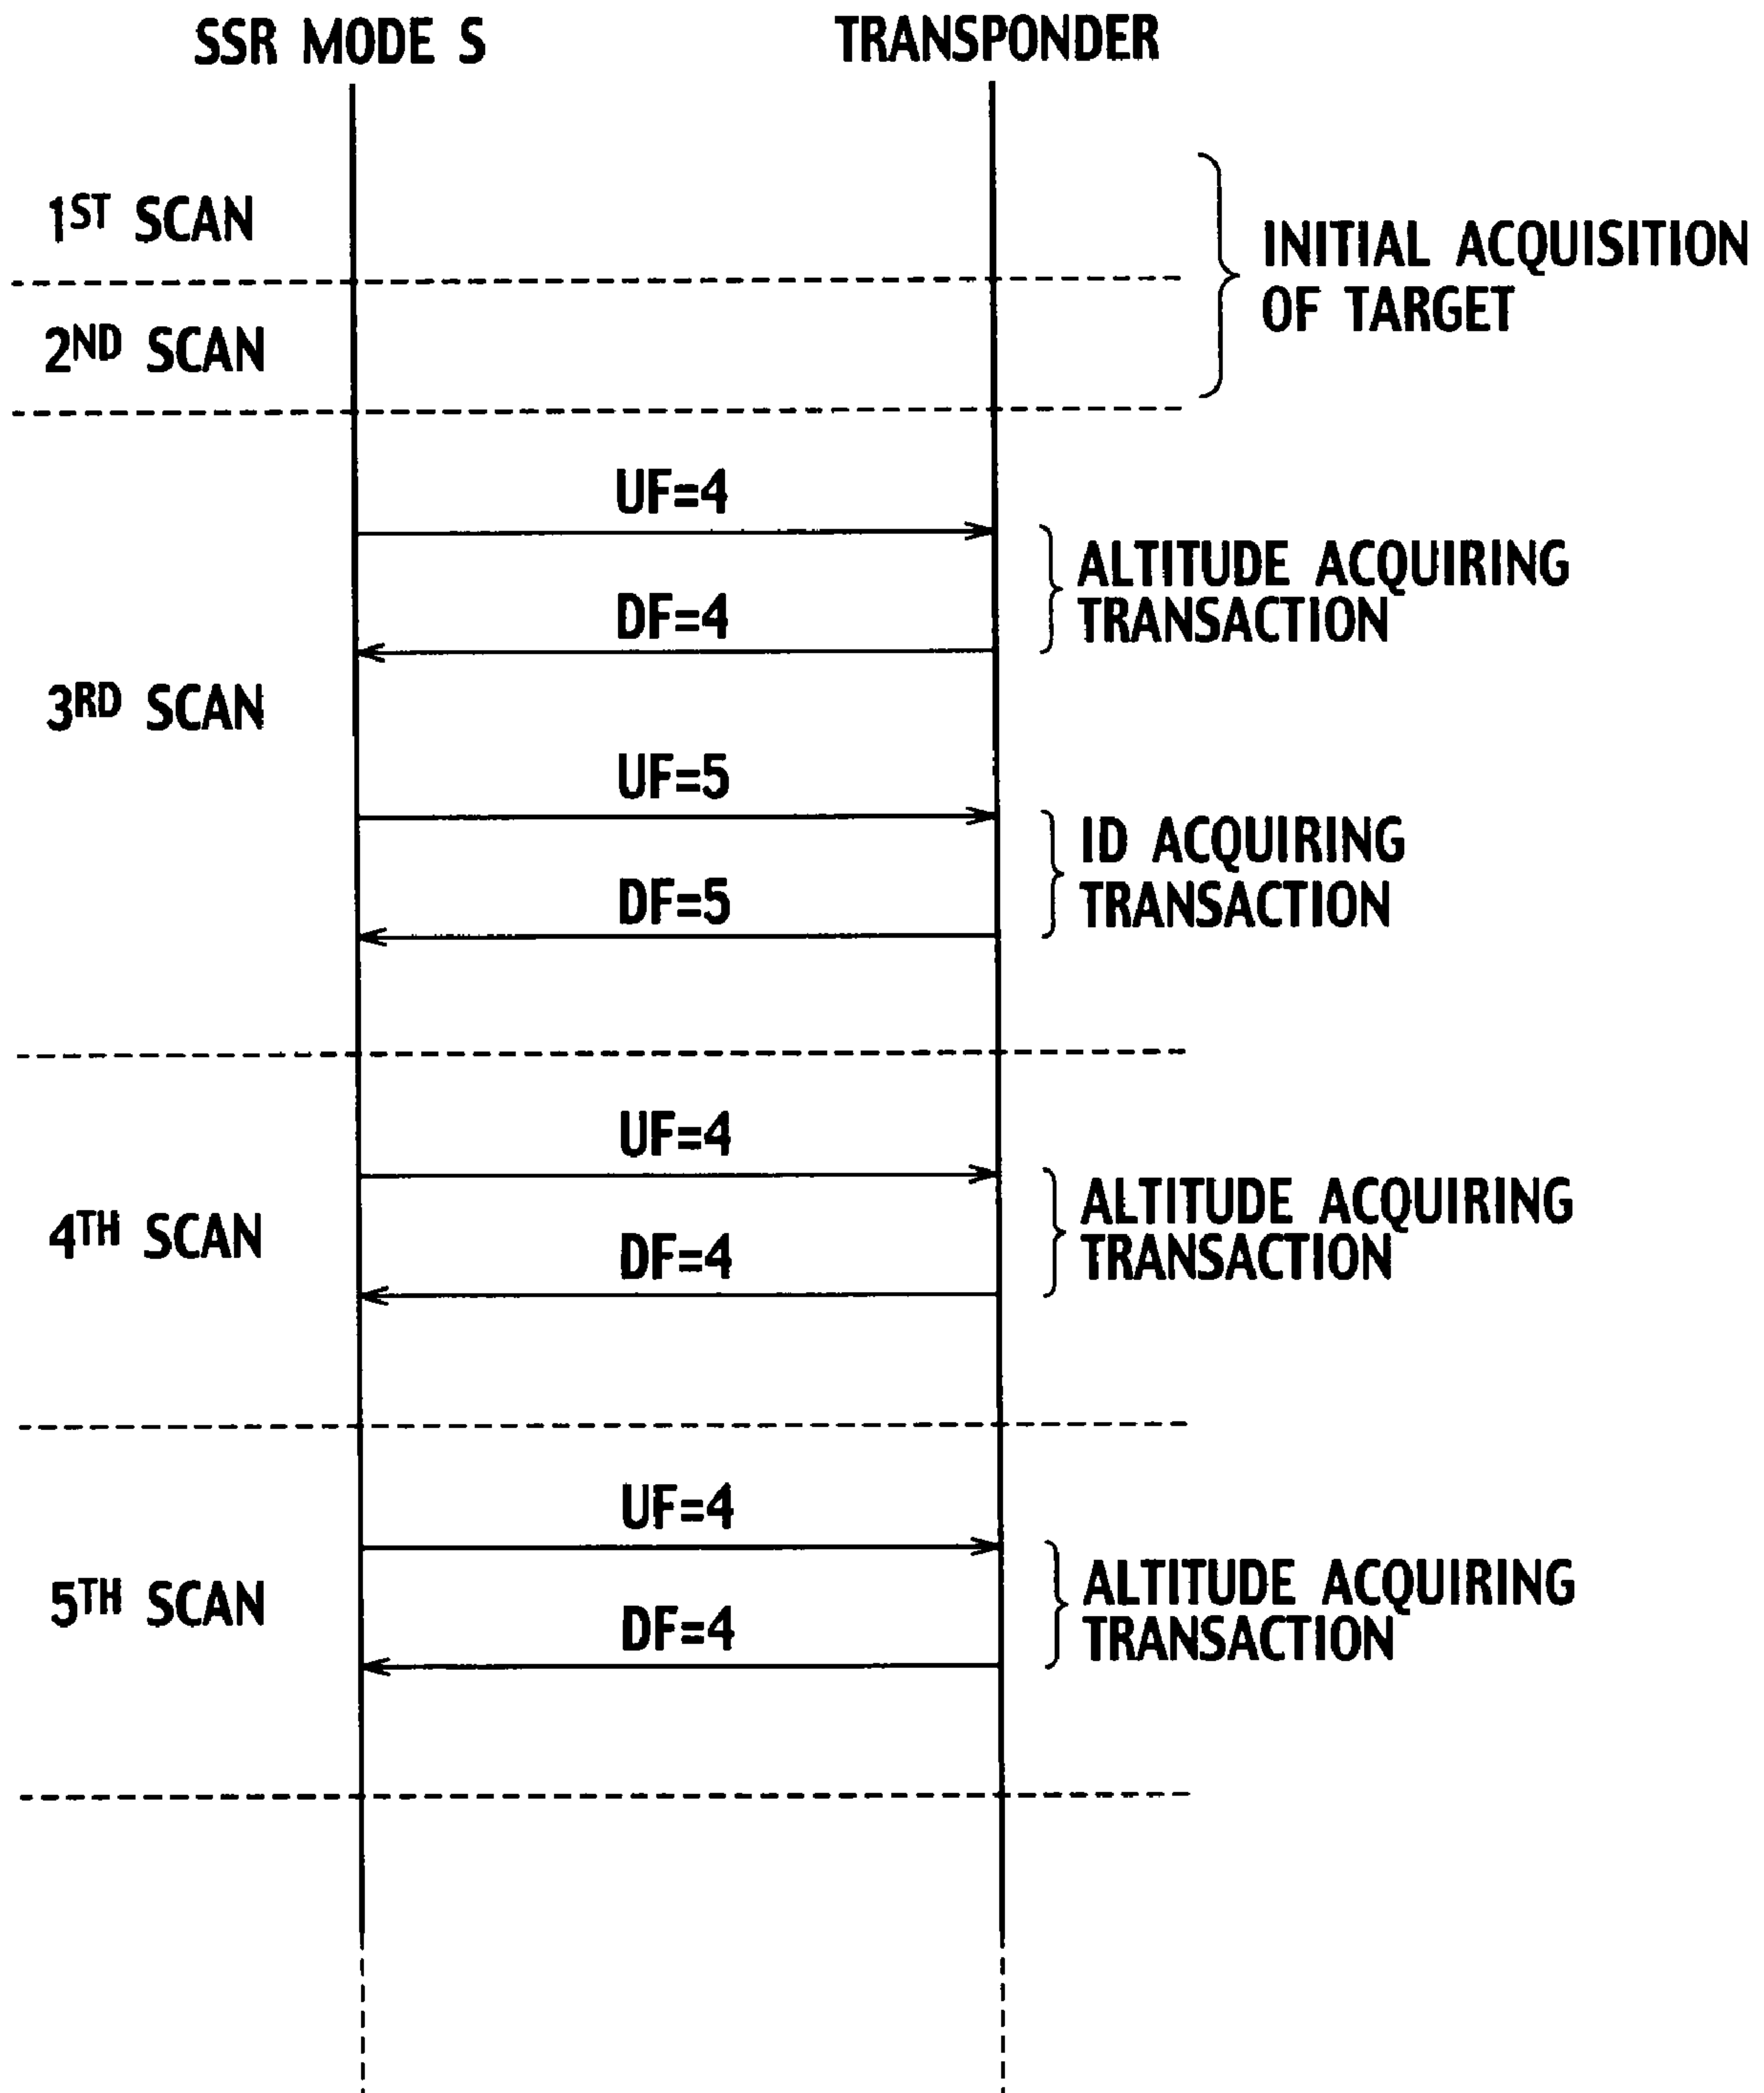 SSR MODE S
TRANSPONDER
1ST SCAN
INITIAL ACQUISITION
OF TARGET
2ND SCAN
UF=4
ALTITUDE ACQUIRING
TRANSACTION
DF=4
3RD SCAN
UF=5
ID ACQUIRING
TRANSACTION
DF=5
UF=4
ALTITUDE ACQUIRING
TRANSACTION
4TH SCAN
DF=4
UF=4
ALTITUDE ACQUIRING
TRANSACTION
5TH SCAN
DF=4